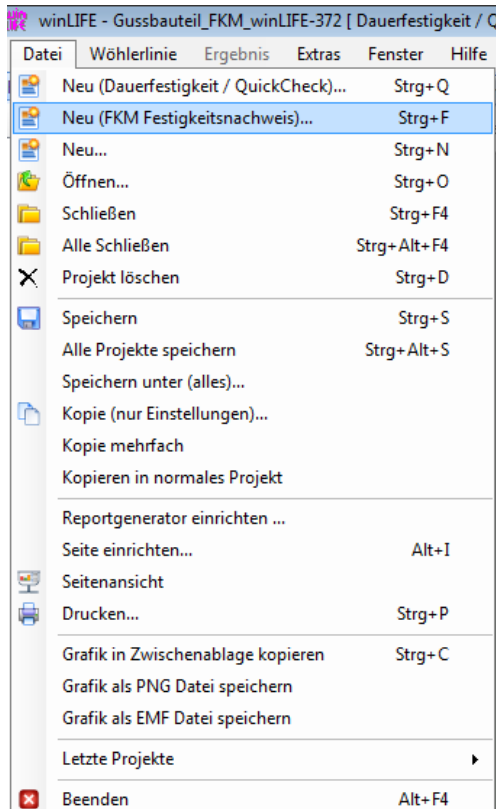 winLIFE - Gussbauteil_FKM_winLIFE-372 [ Dauerfestigkeit /
Datei Wöhlerlinie Ergebnis Extras Fenster Hilfe
Neu (Dauerfestigkeit / QuickCheck)... Strg+Q
Neu (FKM Festigkeitsnachweis)... Strg+F
Neu... Strg+N
Öffnen... Strg+O
Schließen Strg+F4
Alle Schließen Strg+Alt+F4
Projekt löschen Strg+D
Speichern Strg+S
Alle Projekte speichern Strg+Alt+S
Speichern unter (alles)...
Kopie (nur Einstellungen)...
Kopie mehrfach
Kopieren in normales Projekt
Reportgenerator einrichten ...
Seite einrichten... Alt+I
Seitenansicht
Drucken... Strg+P
Grafik in Zwischenablage kopieren Strg+C
Grafik als PNG Datei speichern
Grafik als EMF Datei speichern
Letzte Projekte
Beenden Alt+F4